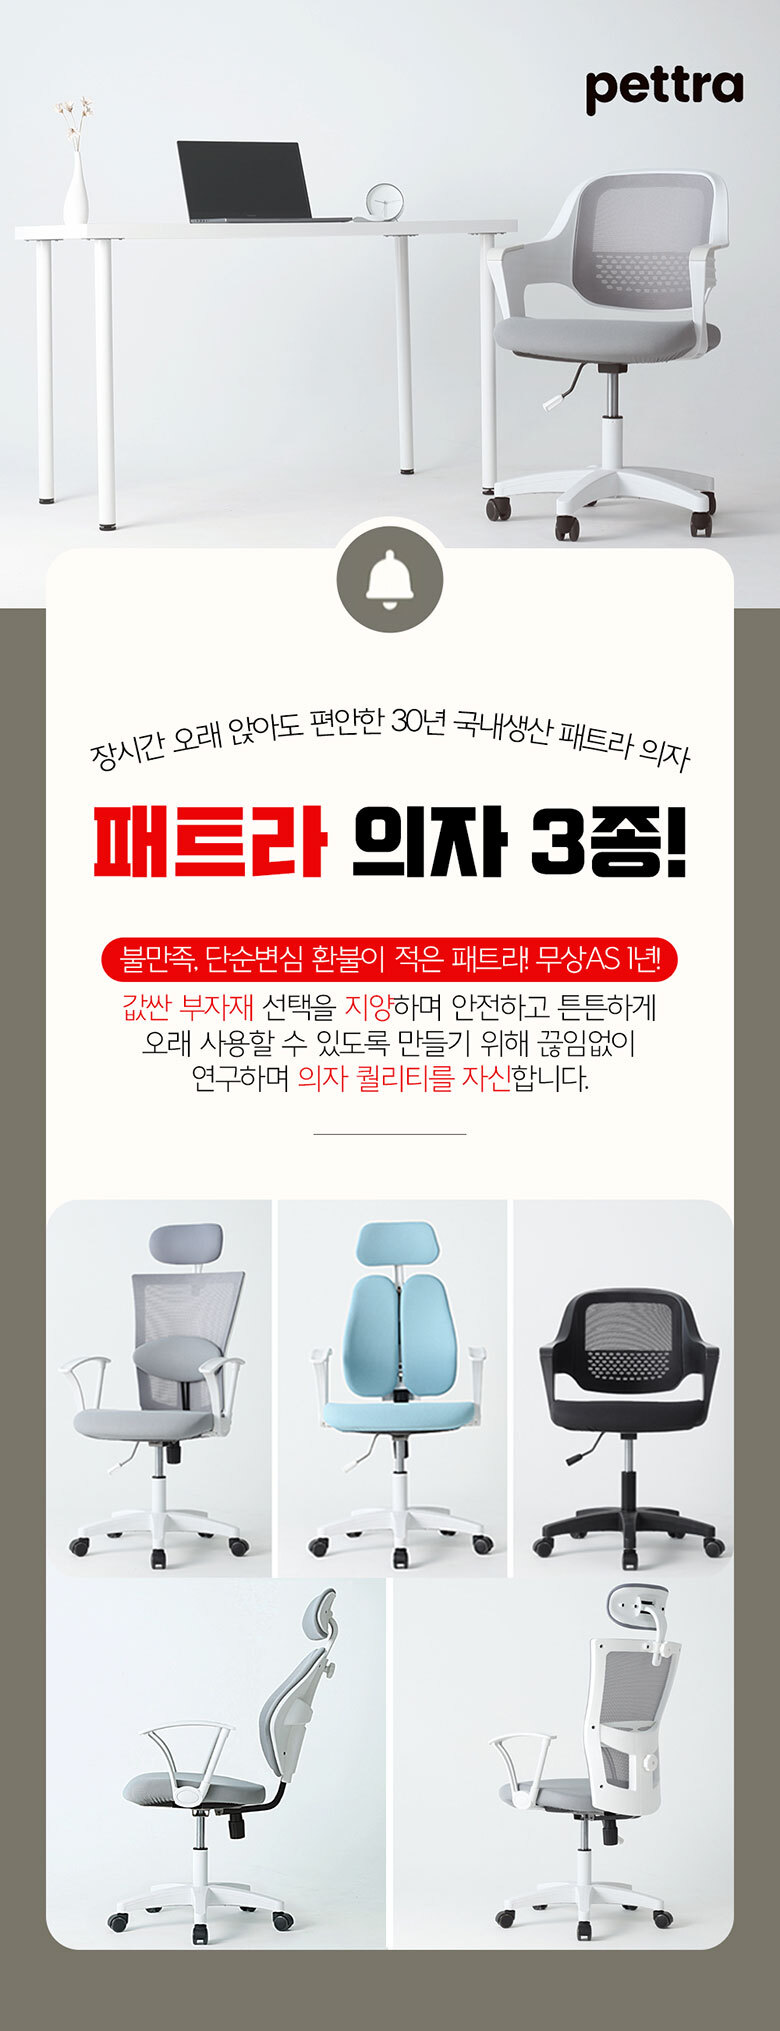 pettra
장시간 오래 앉아도 편안한 30년 국내생산 패트라 의자
패트라 의자 3종!
불만족, 단순변심 환불이 적은 패트라! 무상AS 1년!
값싼 부자재 선택을 지양하며 안전하고 튼튼하게
오래 사용할 수 있도록 만들기 위해 끊임없이
연구하며 의자 퀄리티를 자신합니다.